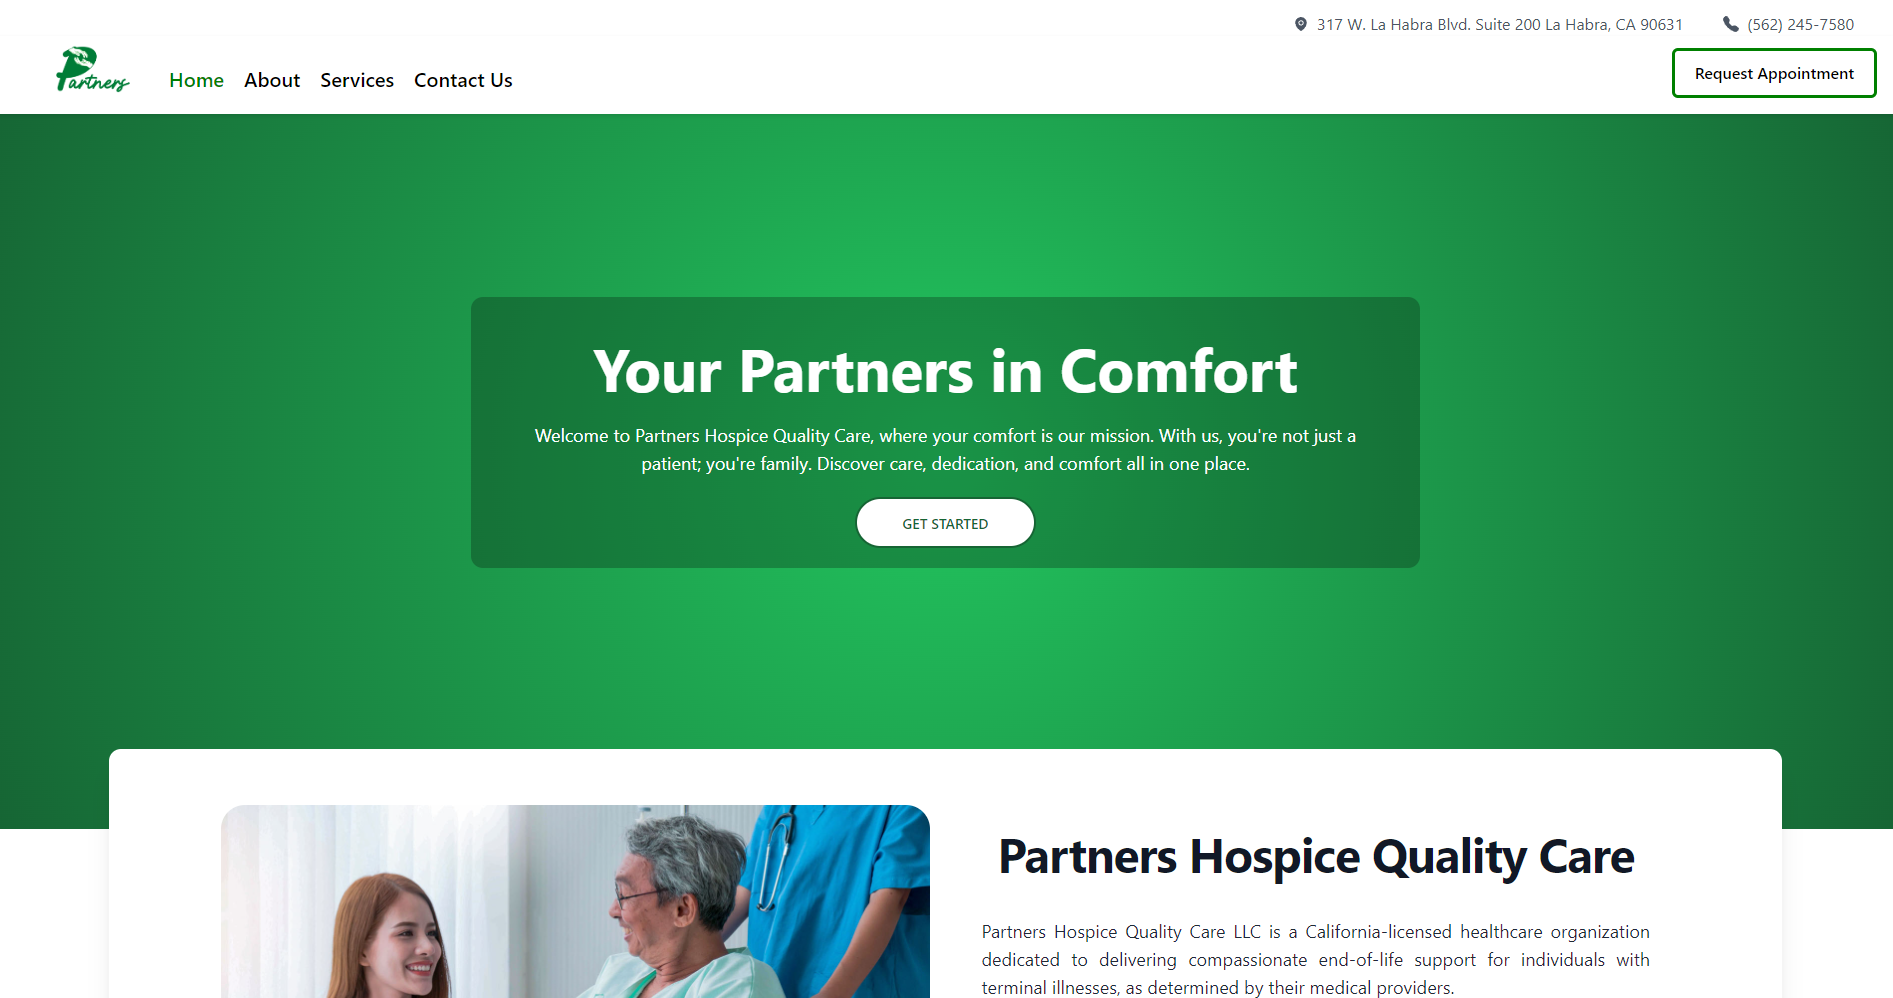 317 W. La Habra Blvd. Suite 200 La Habra, CA 90631
(562) 245-7580
Partners
Home
About
Services
Contact Us
Request Appointment
Your Partners in Comfort
Welcome to Partners Hospice Quality Care, where your comfort is our mission. With us, you're not just a
patient; you're family. Discover care, dedication, and comfort all in one place.
GET STARTED
Partners Hospice Quality Care
Partners Hospice Quality Care LLC is a California-licensed healthcare organization
dedicated to delivering compassionate end-of-life support for individuals with
terminal illnesses, as determined by their medical providers.